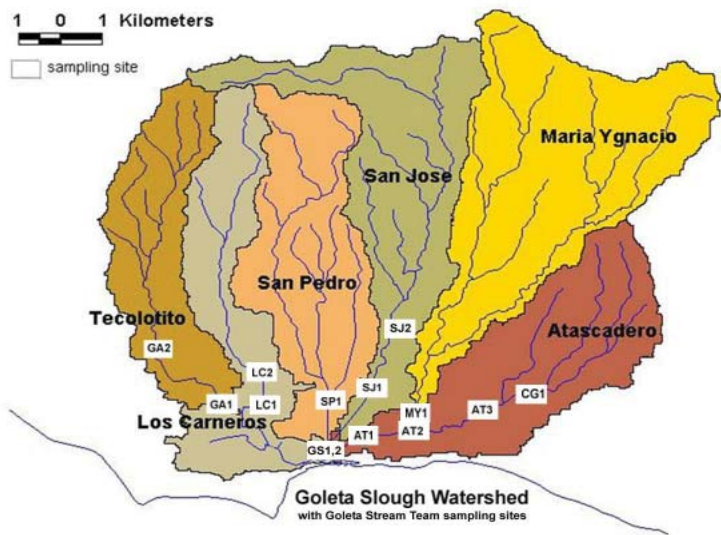 1 0 1 Kilometers
sampling site
Maria Ygnacio
San Jose
San Pedro
Tecolotito
Atascadero
SJ2
GA2
LC2
SJ1
CG1
GA1
LC1
SP1
MY1
AT3
Los Carneros
AT1
AT2
GS1,2
Goleta Slough Watershed
with Goleta Stream Team sampling sites